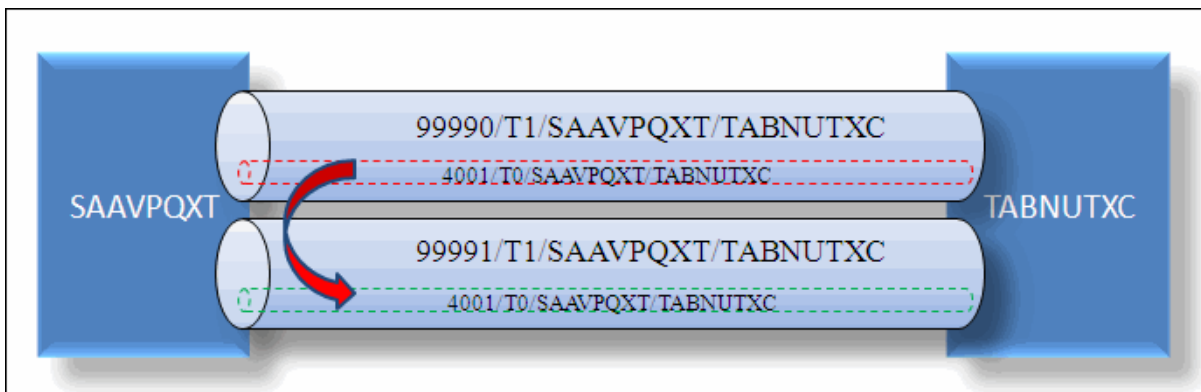 99990/T1/SAAVPQXT/TABNUTXC
4001/T0/SAAVPQXT/TABNUTXC
SAAVPQXT
TABNUTXC
99991/T1/SAAVPQXT/TABNUTXC
4001/T0/SAAVPQXT/TABNUTXC